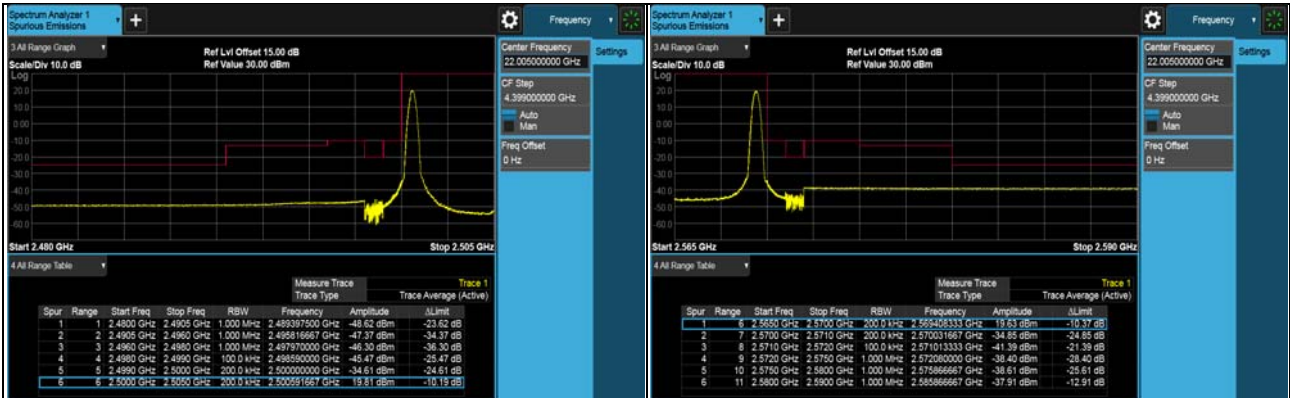 Spectrum Analyzer 1
Spurious Emissions
+
Frequency
3 All Range Graph
Ref Lvl Offset 15.00 dB
Scale/Div 10.0 dB
Ref Value 30.00 dBm
Log
20.0
10.0
0.00
-10.0
-20.0
-30.0
-40.0
-50.0
-60.0
Start 2.480 GHz
Stop 2.505 GHz
Center Frequency
22.005000000 GHz
Settings
CF Step
4.399000000 GHz
Auto
Man
Freq Offset
0 Hz
4 All Range Table
Measure Trace Trace 1
Trace Type Trace Average (Active)
Spur Range Start Freq Stop Freq RBW Frequency Amplitude ΔLimit
1 1 2.4800 GHz 2.4905 GHz 1.000 MHz 2.489397500 GHz -48.62 dBm -23.62 dB
2 2 2.4905 GHz 2.4960 GHz 1.000 MHz 2.495816667 GHz -47.37 dBm -34.37 dB
3 3 2.4960 GHz 2.4980 GHz 1.000 MHz 2.497970000 GHz -46.30 dBm -36.30 dB
4 4 2.4980 GHz 2.4990 GHz 100.0 kHz 2.498590000 GHz -45.47 dBm -25.47 dB
5 5 2.4990 GHz 2.5000 GHz 200.0 kHz 2.500000000 GHz -34.61 dBm -24.61 dB
6 6 2.5000 GHz 2.5050 GHz 200.0 kHz 2.500591667 GHz 19.81 dBm -10.19 dB
Spectrum Analyzer 1
Spurious Emissions
+
Frequency
3 All Range Graph
Ref Lvl Offset 15.00 dB
Scale/Div 10.0 dB
Ref Value 30.00 dBm
Log
20.0
10.0
0.00
-10.0
-20.0
-30.0
-40.0
-50.0
-60.0
Start 2.565 GHz
Stop 2.590 GHz
Center Frequency
22.005000000 GHz
Settings
CF Step
4.399000000 GHz
Auto
Man
Freq Offset
0 Hz
4 All Range Table
Measure Trace Trace 1
Trace Type Trace Average (Active)
Spur Range Start Freq Stop Freq RBW Frequency Amplitude ΔLimit
1 6 2.5650 GHz 2.5700 GHz 200.0 kHz 2.569408333 GHz 19.63 dBm -10.37 dB
2 7 2.5700 GHz 2.5710 GHz 200.0 kHz 2.570031667 GHz -34.85 dBm -24.85 dB
3 8 2.5710 GHz 2.5720 GHz 100.0 kHz 2.571013333 GHz -41.39 dBm -21.39 dB
4 9 2.5720 GHz 2.5750 GHz 1.000 MHz 2.572080000 GHz -38.40 dBm -28.40 dB
5 10 2.5750 GHz 2.5800 GHz 1.000 MHz 2.575866667 GHz -38.61 dBm -25.61 dB
6 11 2.5800 GHz 2.5900 GHz 1.000 MHz 2.585866667 GHz -37.91 dBm -12.91 dB